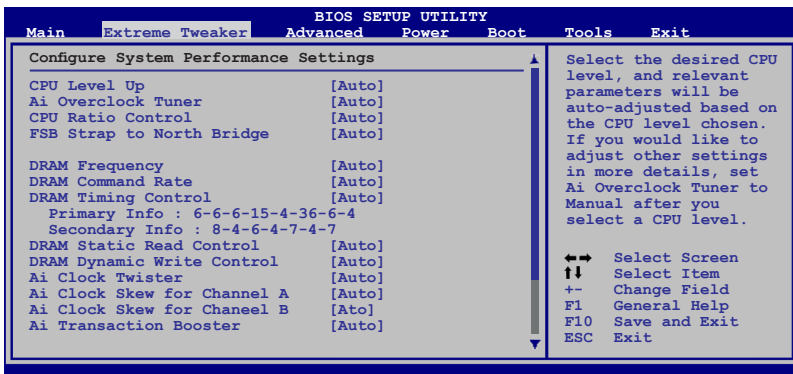 BIOS SETUP UTILITY
Main Extreme Tweaker Advanced Power Boot Tools Exit
Configure System Performance Settings
CPU Level Up [Auto]
Ai Overclock Tuner [Auto]
CPU Ratio Control [Auto]
FSB Strap to North Bridge [Auto]
DRAM Frequency [Auto]
DRAM Command Rate [Auto]
DRAM Timing Control [Auto]
Primary Info : 6-6-6-15-4-36-6-4
Secondary Info : 8-4-6-4-7-4-7
DRAM Static Read Control [Auto]
DRAM Dynamic Write Control [Auto]
Ai Clock Twister [Auto]
Ai Clock Skew for Channel A [Auto]
Ai Clock Skew for Chaneel B [Ato]
Ai Transaction Booster [Auto]
Select the desired CPU
level, and relevant
parameters will be
auto-adjusted based on
the CPU level chosen.
If you would like to
adjust other settings
in more details, set
Ai Overclock Tuner to
Manual after you
select a CPU level.
←→ Select Screen
↑↓ Select Item
+- Change Field
F1 General Help
F10 Save and Exit
ESC Exit